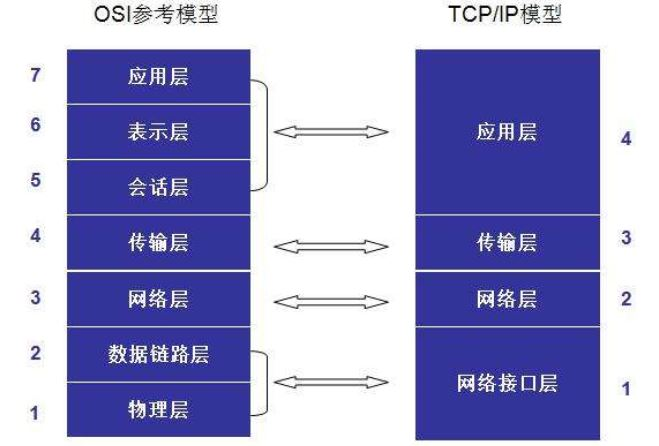 OSI参考模型
TCP/IP模型
7
应用层
6
表示层
5
会话层
应用层
4
4
传输层
传输层
3
3
网络层
网络层
2
2
数据链路层
1
物理层
网络接口层
1